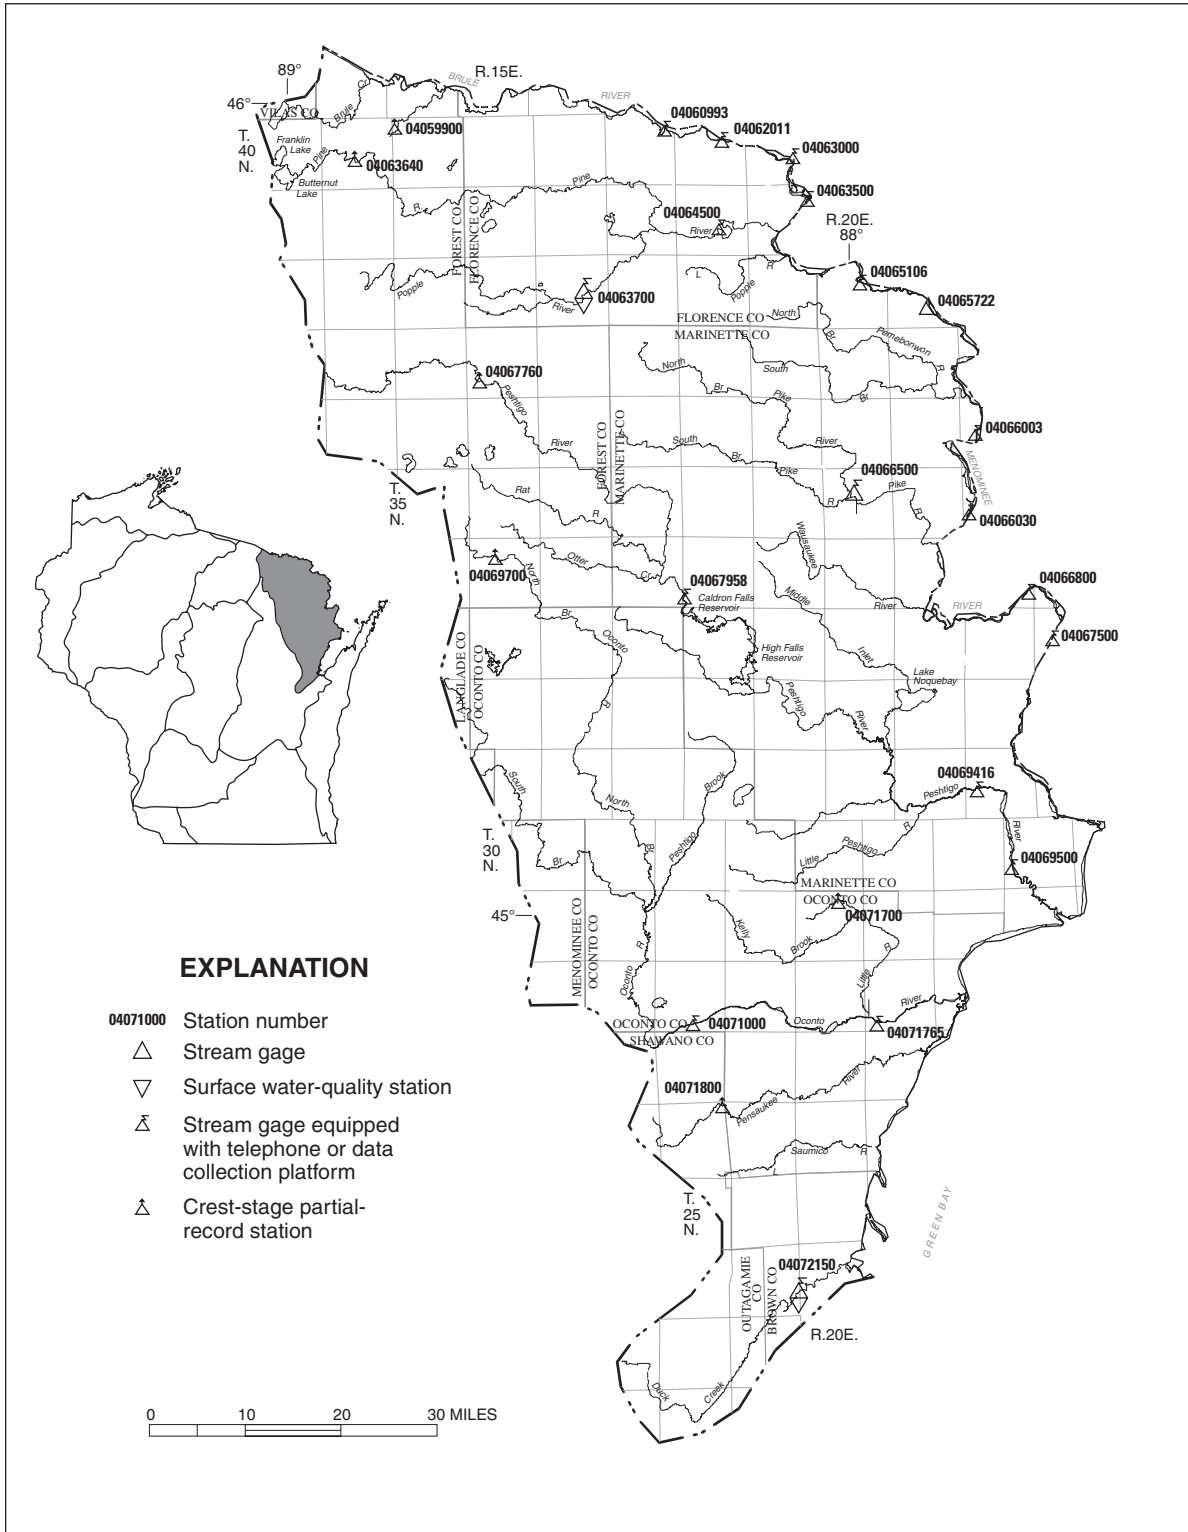 89°
R.15E.
BRULE
RIVER
46°
VILAS CO
Brule
Cr
04060993
04062011
04059900
T.
40
N.
Franklin
Lake
Pine
04063640
04063000
Butternut
Lake
R.
Pine
04063500
FOREST CO
FLORENCE CO
04064500
River
R.20E.
88°
Popple
L
Popple
R
04065106
04063700
River
04065722
FLORENCE CO
MARINETTE CO
North
Br
Pemebonwon
R
04067760
Peshtigo
North
Br
Pike
South
Br
River
FOREST CO
MARINETTE CO
South
Br
Pike
River
04066003
T.
35
N.
Rat
R
04066500
R
Pike
R
MENOMINEE
04066030
Otter
Cr
Wausaukee
04069700
North
04067958
Caldron Falls
Reservoir
Middle
River
RIVER
04066800
Br
Oconto
04067500
LANGLADE CO
OCONTO CO
High Falls
Reservoir
Inlet
Lake
Noquebay
B
Peshtigo
River
South
Brook
04069416
North
Peshtigo
River
T.
30
N.
Br
Br
Peshtigo
Little
Peshtigo
R
04069500
MARINETTE CO
OCONTO CO
45°
04071700
MENOMINEE CO
OCONTO CO
Kelly
Brook
R
R
Little
Oconto
River
OCONTO CO
SHAWANO CO
04071000
Oconto
04071765
04071800
Pensaukee
River
L
Saumico
R
T.
25
N.
GREEN BAY
OUTAGAMIE
CO
BROWN CO
04072150
R.20E.
Duck
Creek
EXPLANATION
04071000 Station number
Stream gage
Surface water-quality station
Stream gage equipped
with telephone or data
collection platform
Crest-stage partial-
record station
0 10 20 30 MILES